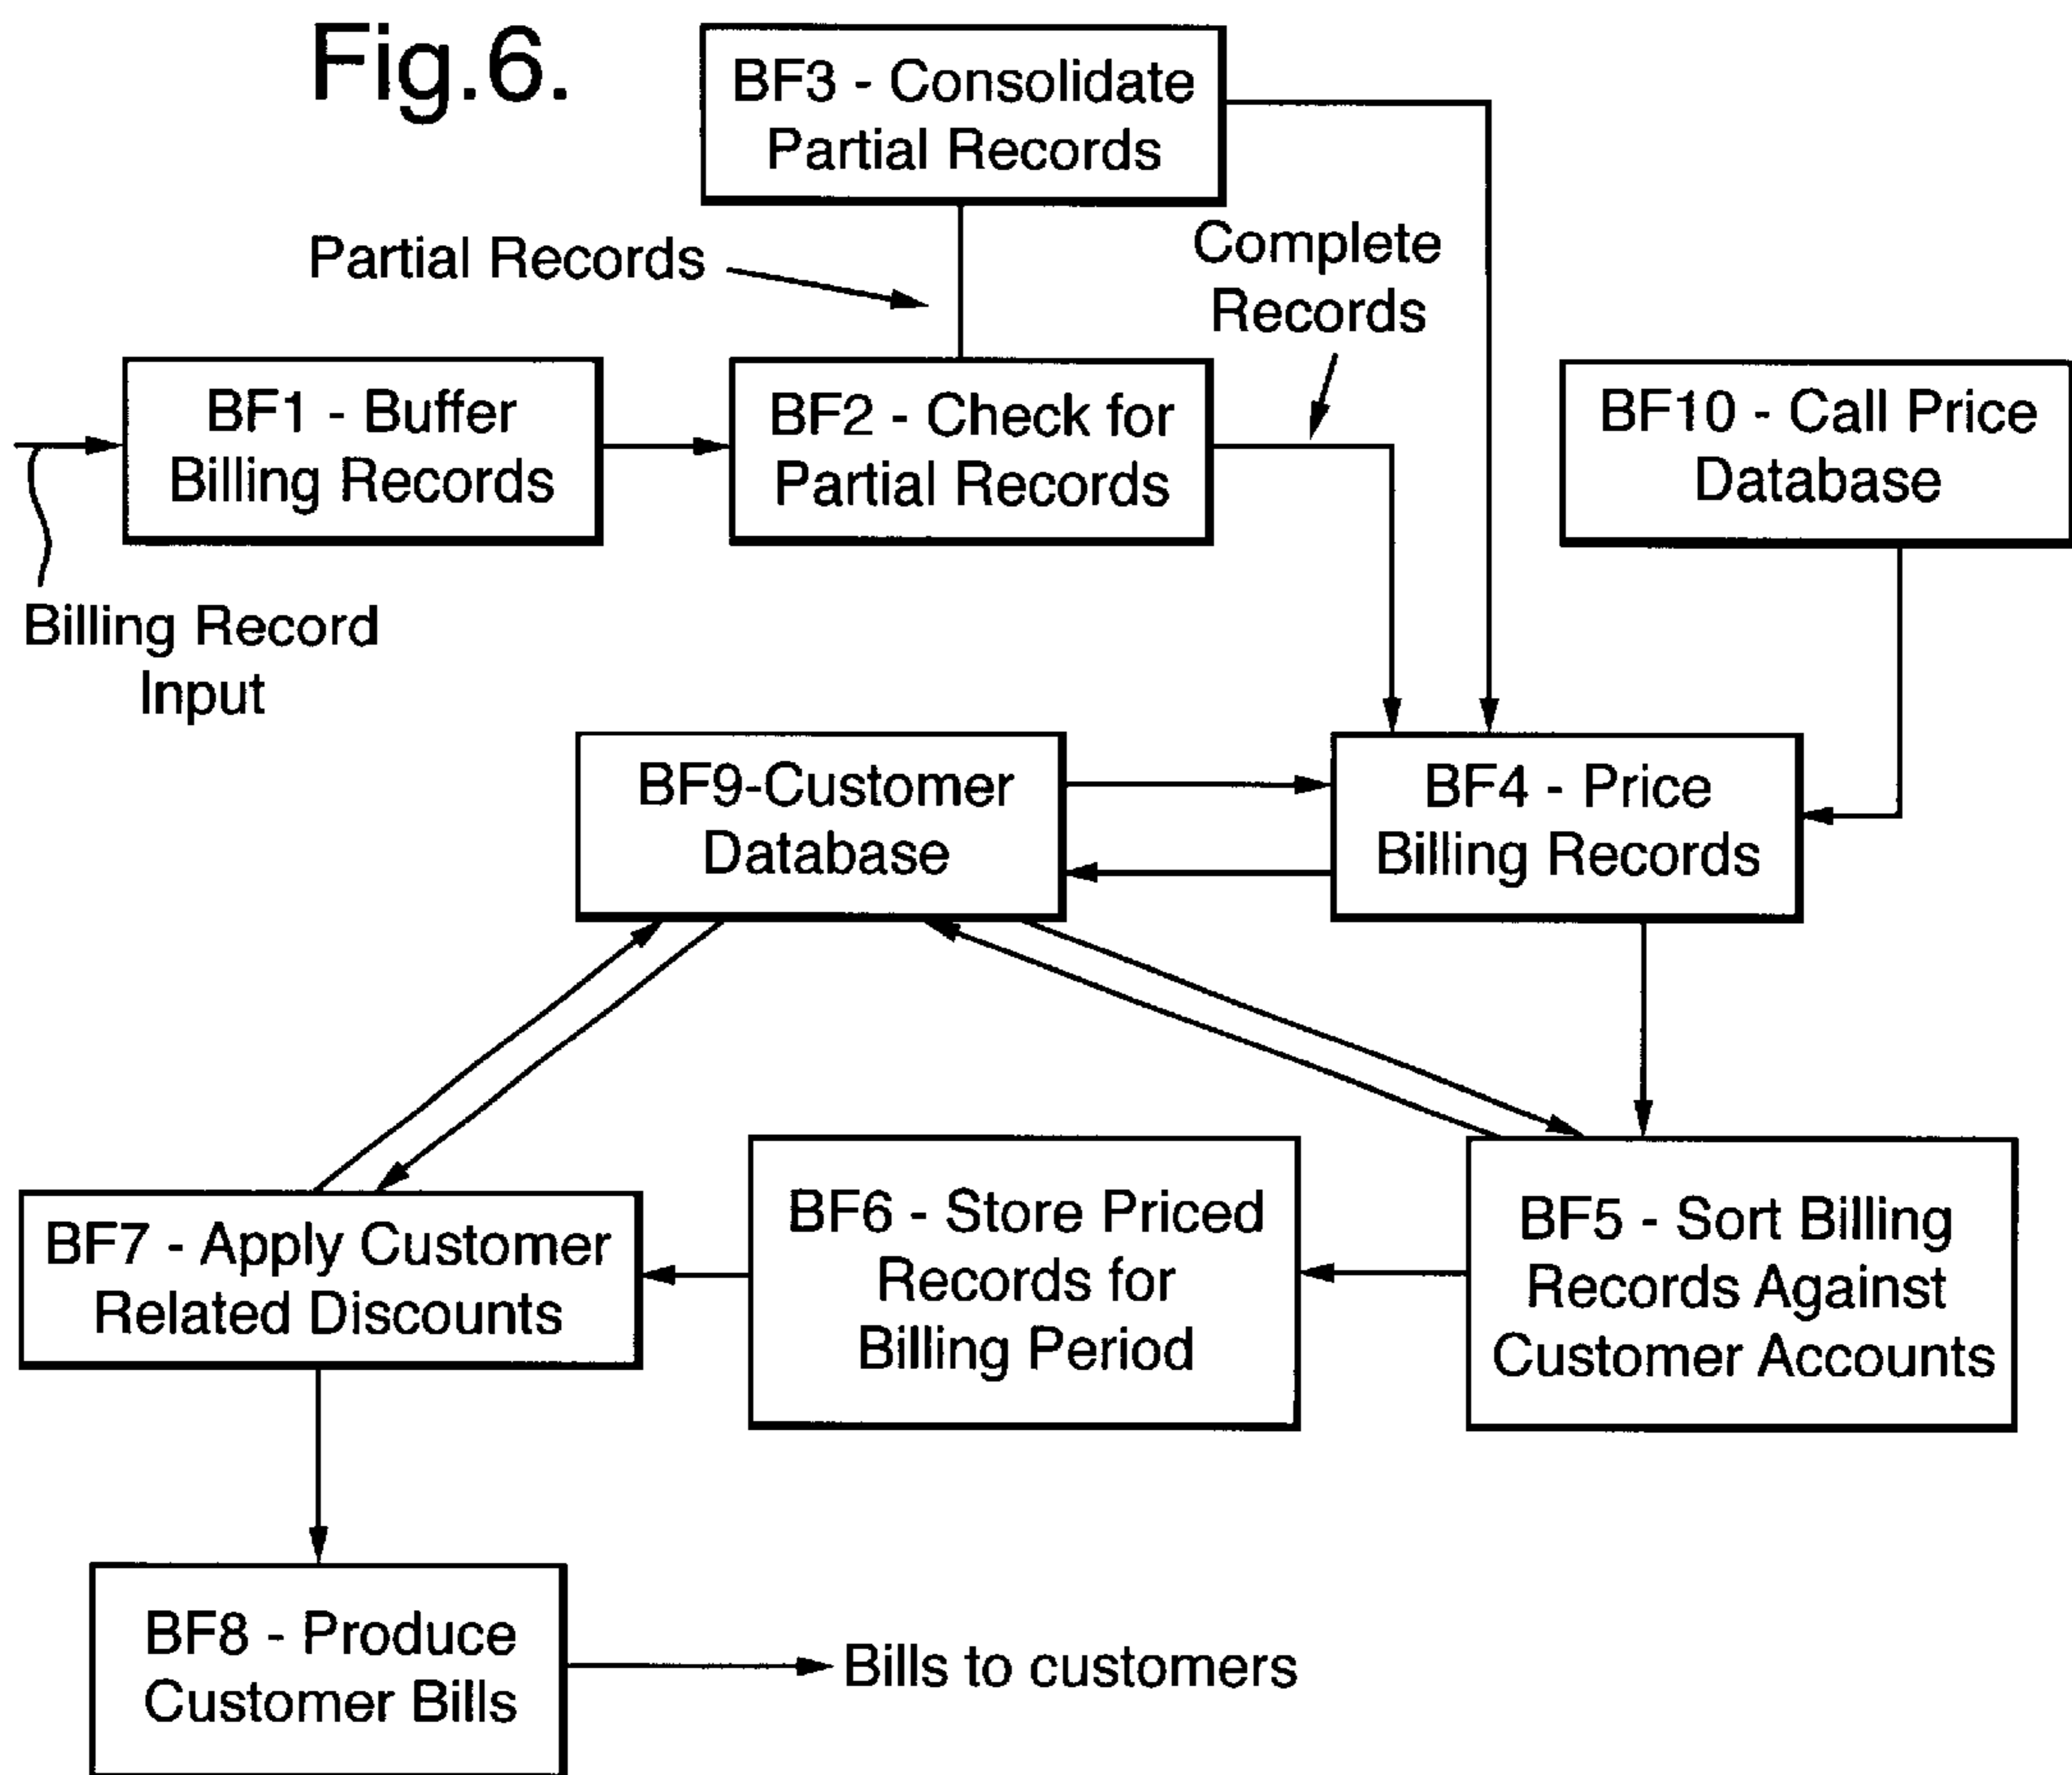 Fig.6.
BF3 - Consolidate
Partial Records
Partial Records
Complete
Records
BF1 - Buffer
Billing Records
BF2 - Check for
Partial Records
BF10 - Call Price
Database
Billing Record
Input
BF9-Customer
Database
BF4 - Price
Billing Records
BF7 - Apply Customer
Related Discounts
BF6 - Store Priced
Records for
Billing Period
BF5 - Sort Billing
Records Against
Customer Accounts
BF8 - Produce
Customer Bills
Bills to customers